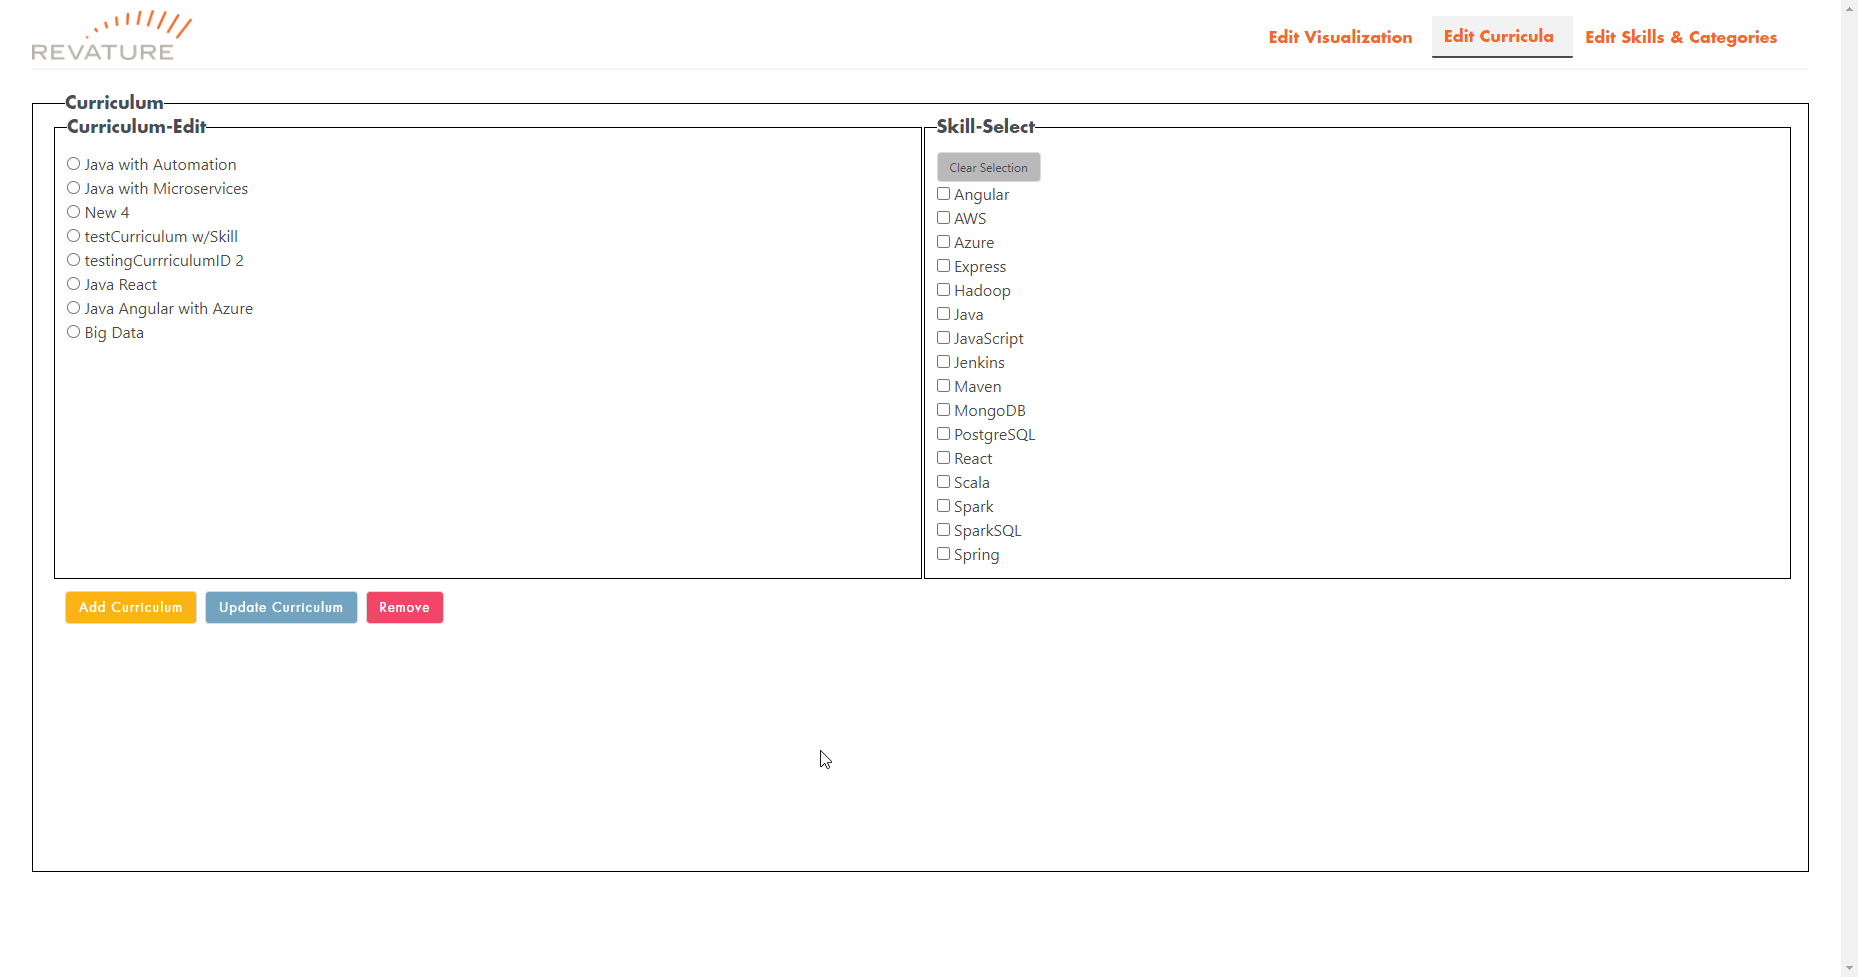 REVATURE
Edit Visualization
Edit Curricula
Edit Skills & Categories
Curriculum
Curriculum-Edit
Java with Automation
Java with Microservices
New 4
testCurriculum w/Skill
testingCurrriculumID 2
Java React
Java Angular with Azure
Big Data
Skill-Select
Clear Selection
Angular
AWS
Azure
Express
Hadoop
Java
JavaScript
Jenkins
Maven
MongoDB
PostgreSQL
React
Scala
Spark
SparkSQL
Spring
Add Curriculum
Update Curriculum
Remove